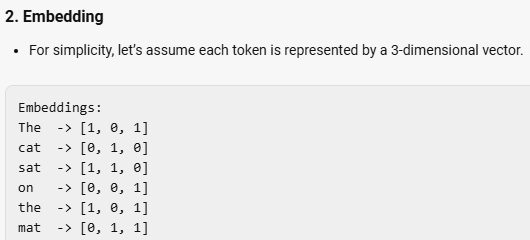 2. Embedding
• For simplicity, let's assume each token is represented by a 3-dimensional vector.
Embeddings:
The  -> [1, 0, 1]
cat  -> [0, 1, 0]
sat  -> [1, 1, 0]
on   -> [0, 0, 1]
the  -> [1, 0, 1]
mat  -> [0, 1, 1]